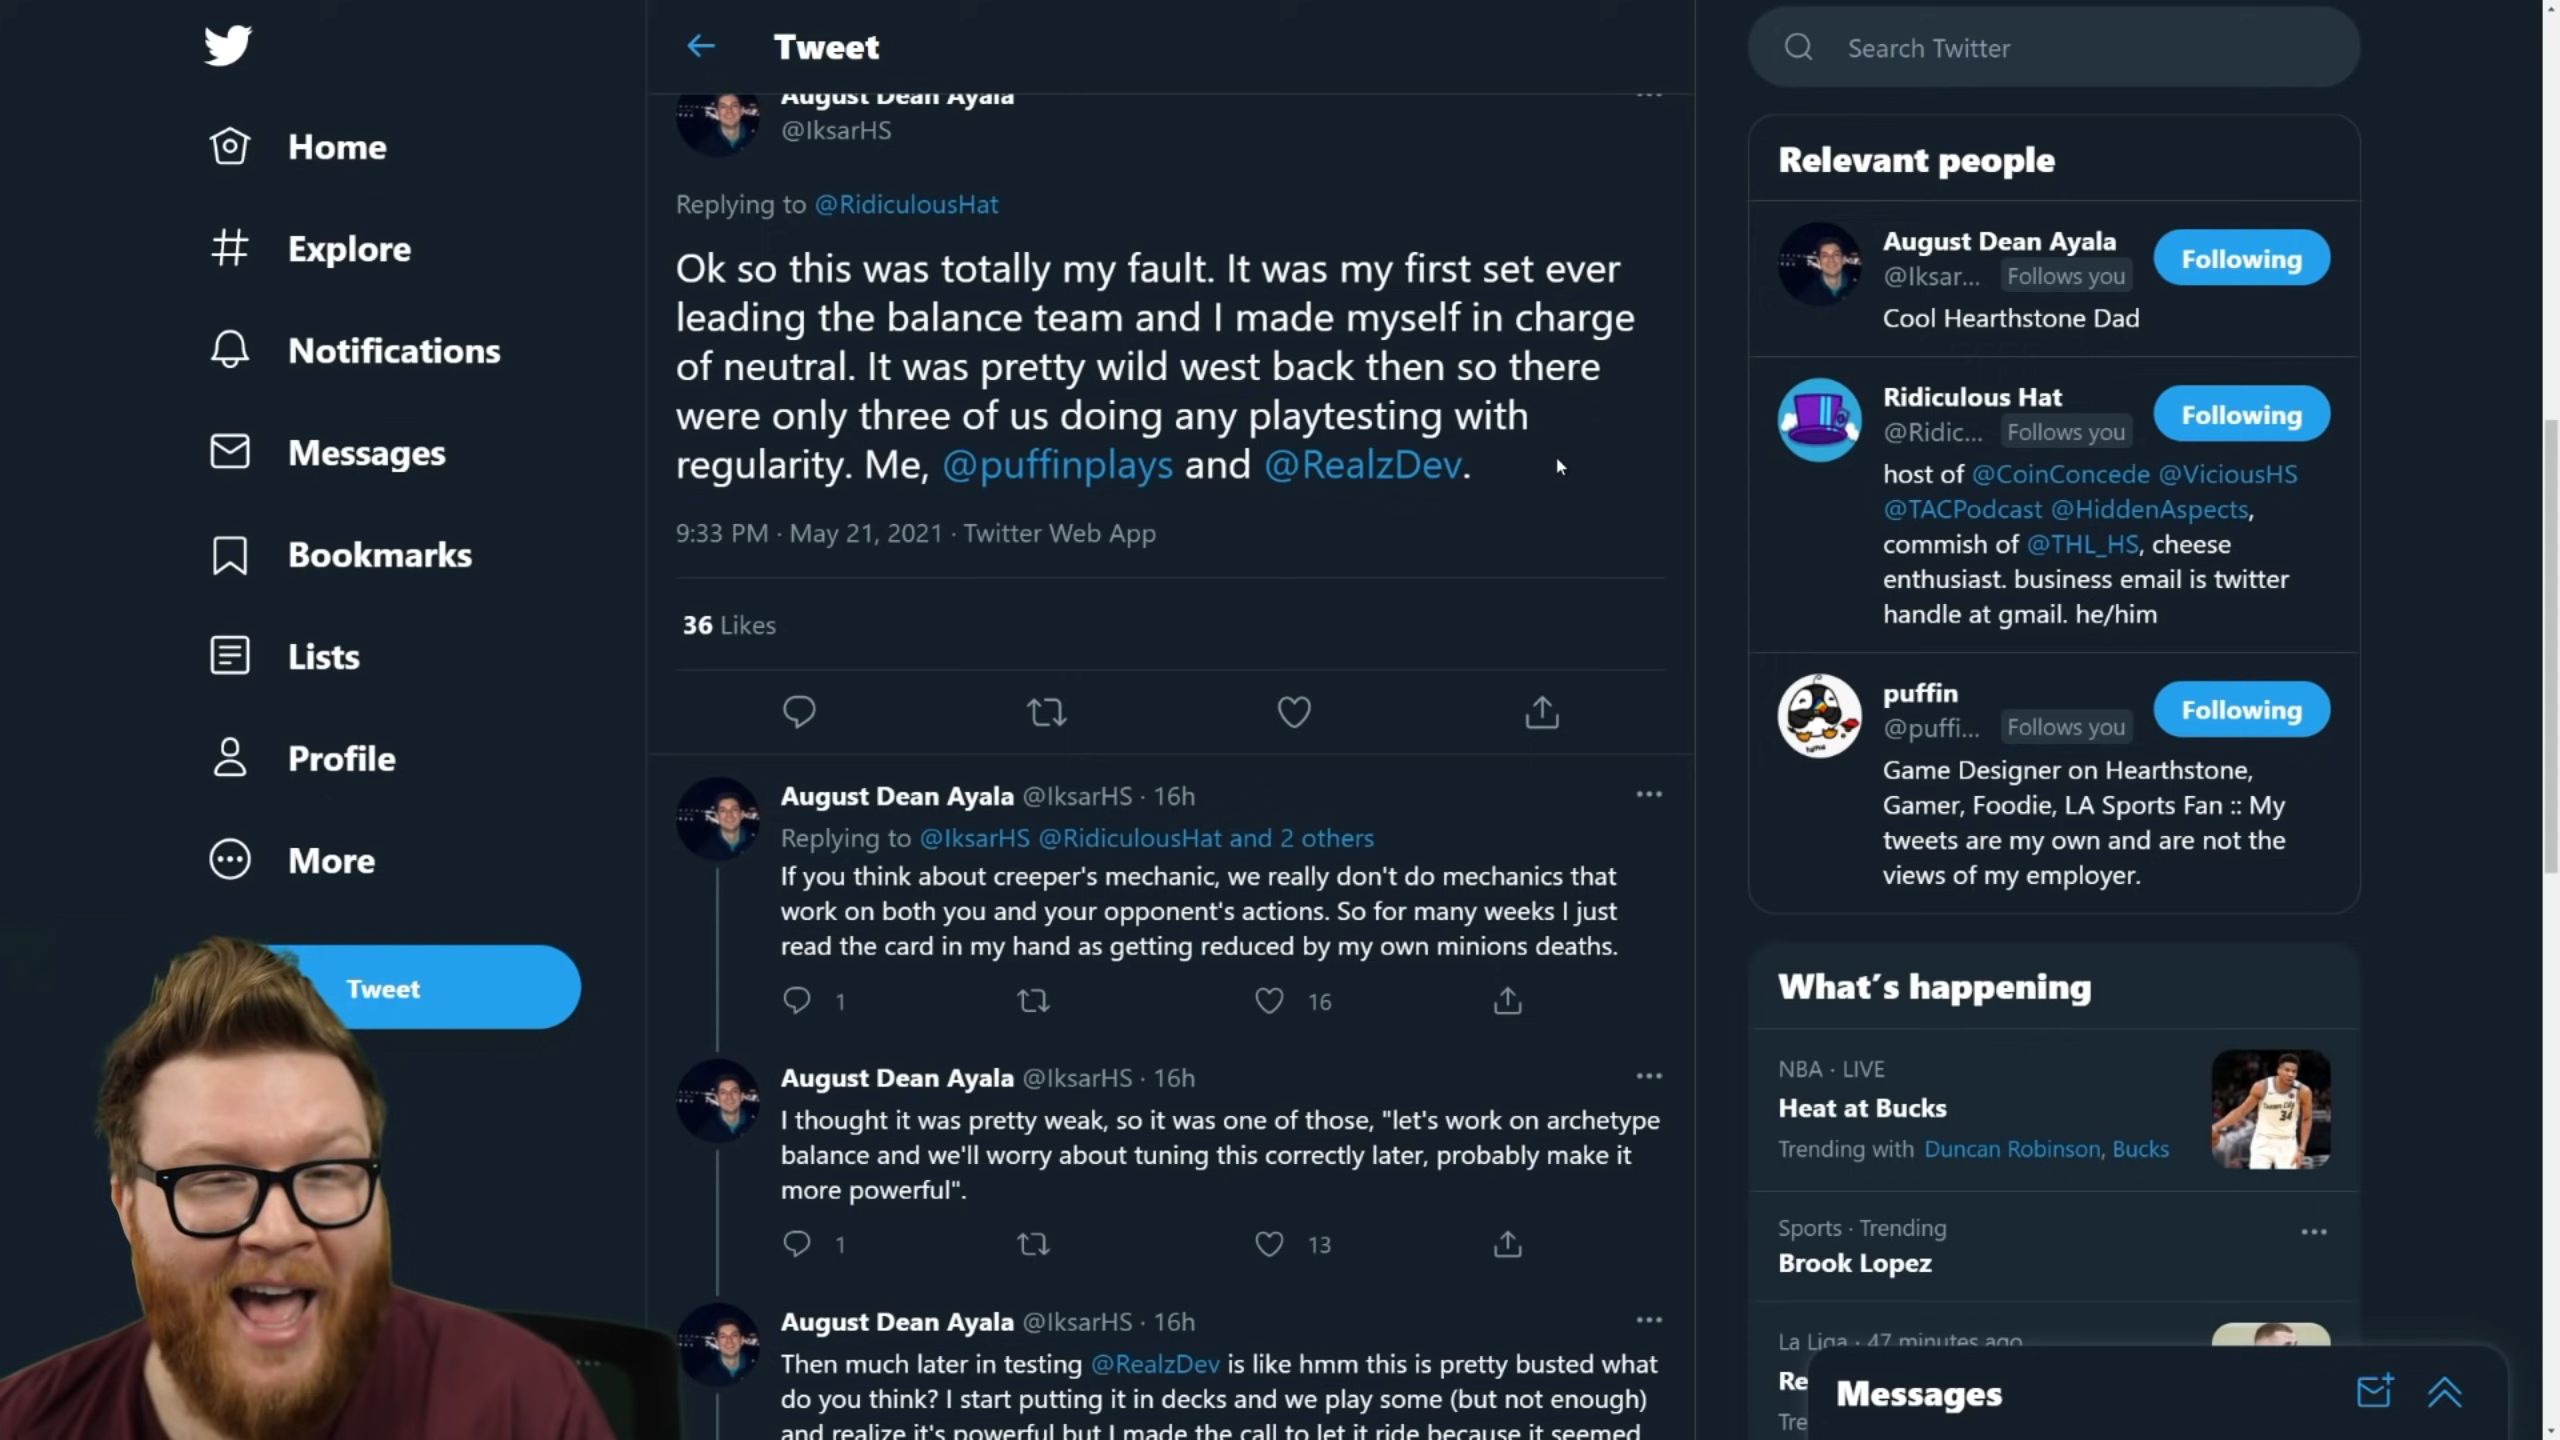 Tweet
Search Twitter
Home
Explore
Notifications
Messages
Bookmarks
Lists
Profile
More
Tweet
August Dean Ayala
@IksarHS
Replying to @RidiculousHat
Ok so this was totally my fault. It was my first set ever
leading the balance team and I made myself in charge
of neutral. It was pretty wild west back then so there
were only three of us doing any playtesting with
regularity. Me, @puffinplays and @RealzDev.
9:33 PM · May 21, 2021 · Twitter Web App
36 Likes
August Dean Ayala @IksarHS · 16h
Replying to @IksarHS @RidiculousHat and 2 others
If you think about creeper's mechanic, we really don't do mechanics that
work on both you and your opponent's actions. So for many weeks I just
read the card in my hand as getting reduced by my own minions deaths.
1 16
August Dean Ayala @IksarHS · 16h
I thought it was pretty weak, so it was one of those, "let's work on archetype
balance and we'll worry about tuning this correctly later, probably make it
more powerful".
1 13
August Dean Ayala @IksarHS · 16h
Then much later in testing @RealzDev is like hmm this is pretty busted what
do you think? I start putting it in decks and we play some (but not enough)
and realize it's powerful but I made the call to let it ride because it seemed
Relevant people
August Dean Ayala
@Iksar... Follows you
Following
Cool Hearthstone Dad
Ridiculous Hat
@Ridic... Follows you
Following
host of @CoinConcede @ViciousHS
@TACPodcast @HiddenAspects,
commish of @THL_HS, cheese
enthusiast. business email is twitter
handle at gmail. he/him
puffin
@puffi... Follows you
Following
Game Designer on Hearthstone,
Gamer, Foodie, LA Sports Fan :: My
tweets are my own and are not the
views of my employer.
What's happening
NBA · LIVE
Heat at Bucks
Trending with Duncan Robinson, Bucks
34
Sports · Trending
Brook Lopez
La Liga · 47 minutes ago
Re
Tre
Messages